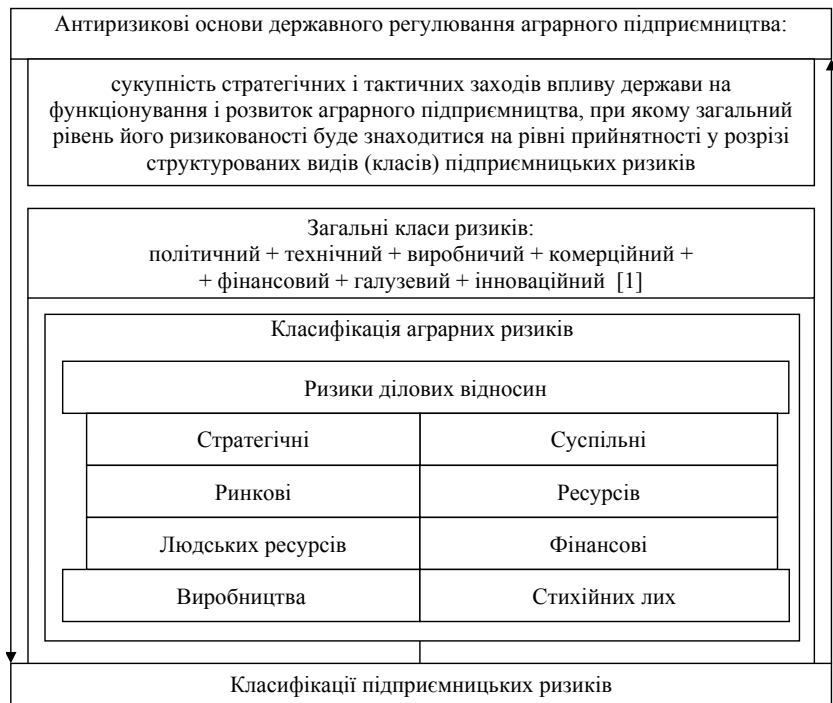 Антиризикові основи державного регулювання аграрного підприємництва:
сукупність стратегічних і тактичних заходів впливу держави на
функціонування і розвиток аграрного підприємництва, при якому загальний
рівень його ризикованості буде знаходитися на рівні прийнятності у розрізі
структурованих видів (класів) підприємницьких ризиків
Загальні класи ризиків:
політичний + технічний + виробничий + комерційний +
+ фінансовий + галузевий + інноваційний [1]
Класифікація аграрних ризиків
Ризики ділових відносин
Стратегічні
Суспільні
Ринкові
Ресурсів
Людських ресурсів
Фінансові
Виробництва
Стихійних лих
Класифікації підприємницьких ризиків